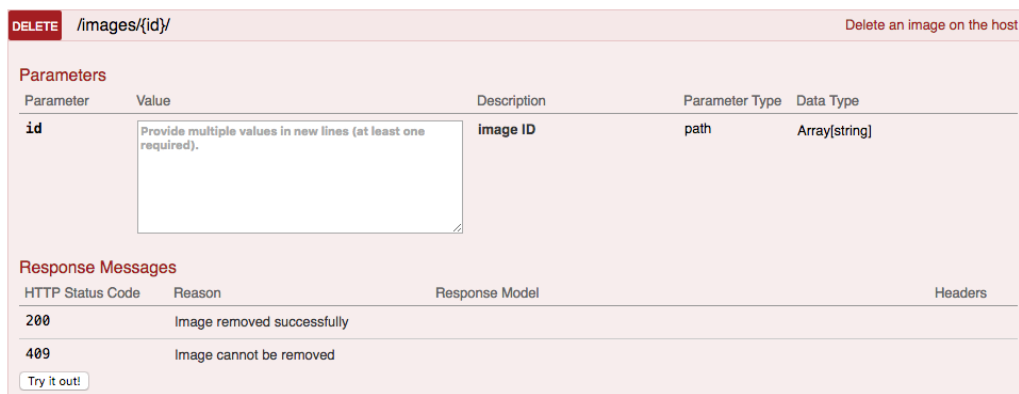 DELETE /images/{id}/ Delete an image on the host
Parameters
Parameter Value Description Parameter Type Data Type
id Provide multiple values in new lines (at least one required). image ID path Array[string]
Response Messages
HTTP Status Code Reason Response Model Headers
200 Image removed successfully
409 Image cannot be removed
Try it out!